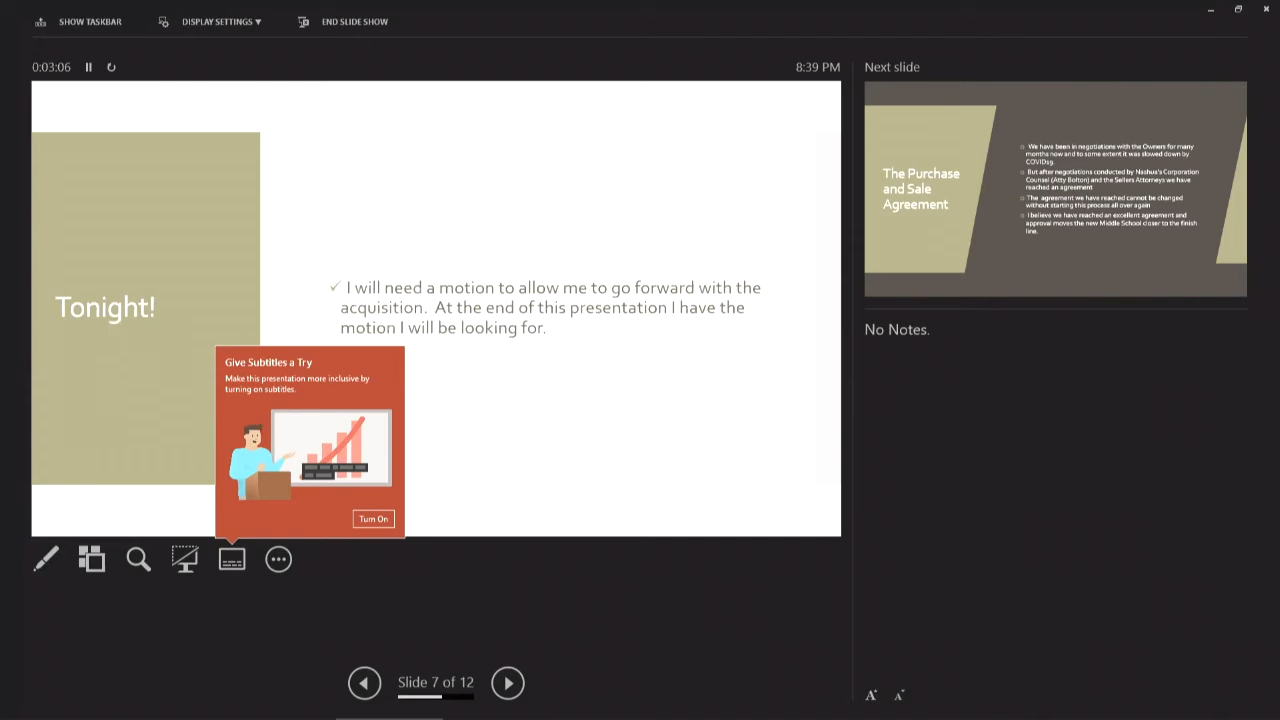 SHOW TASKBAR
DISPLAY SETTINGS ▼
END SLIDE SHOW
0:03:06
8:39 PM
Tonight!
✓ I will need a motion to allow me to go forward with the
acquisition. At the end of this presentation I have the
motion I will be looking for.
Give Subtitles a Try
Make this presentation more inclusive by
turning on subtitles.
Turn On
Slide 7 of 12
Next slide
The Purchase
and Sale
Agreement
We have been in negotiations with the Owners for many
months now and to some extent it was slowed down by
COVID19.
But after negotiations conducted by Nashua's Corporation
Counsel (Atty Bolton) and the Sellers Attorneys we have
reached an agreement
The agreement we have reached cannot be changed
without starting this process all over again
I believe we have reached an excellent agreement and
approval moves the new Middle School closer to the finish
line.
No Notes.
A A